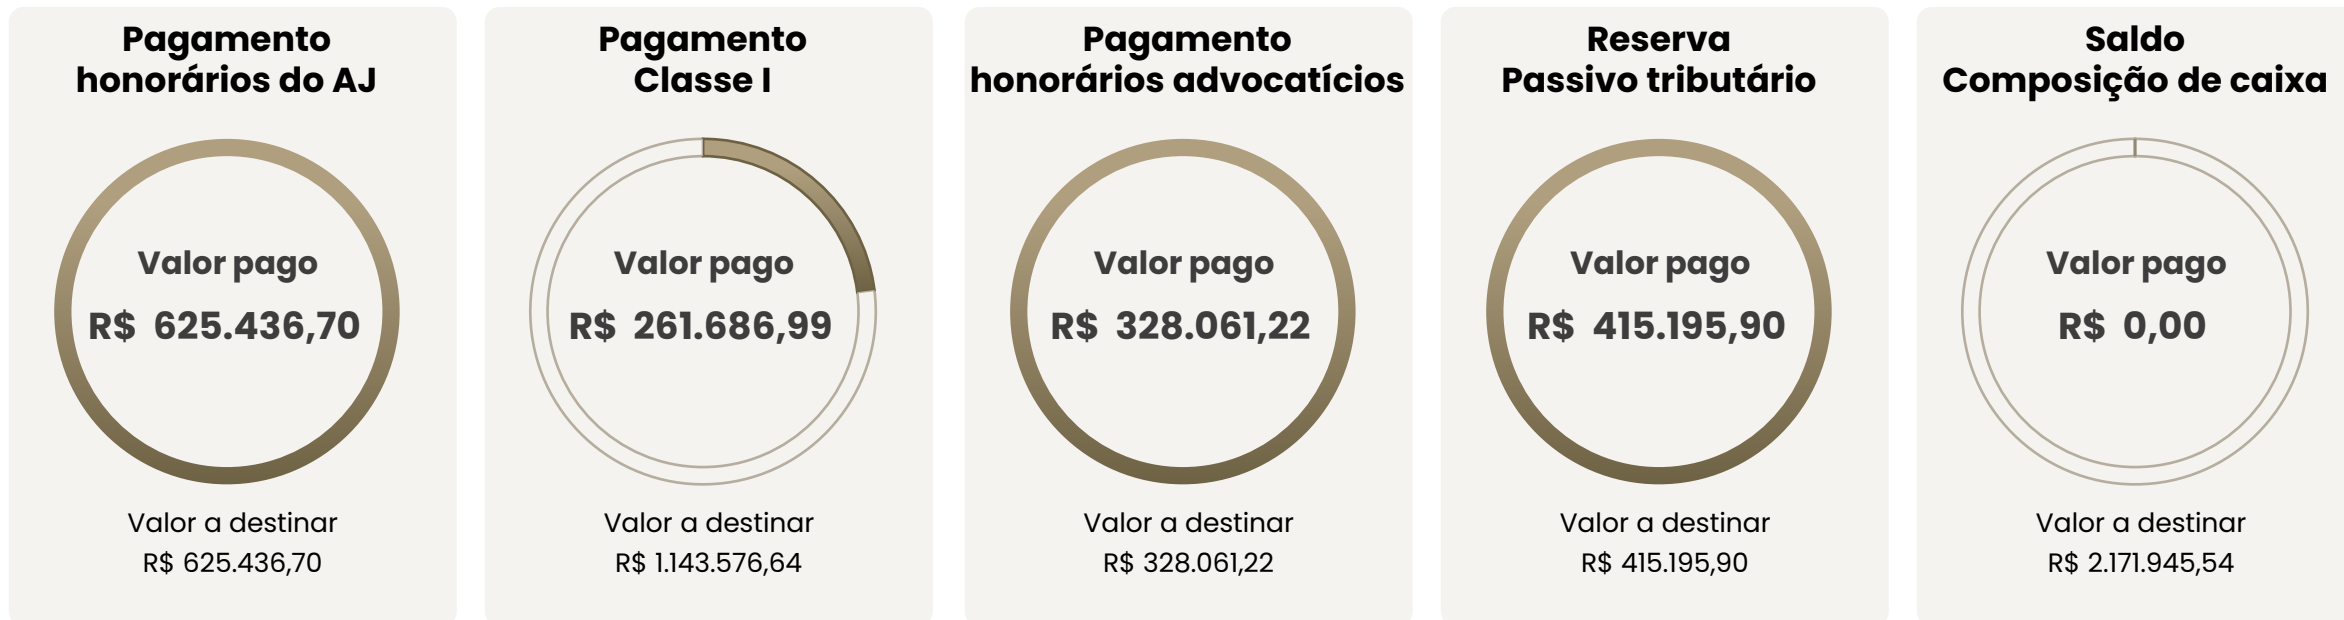 Pagamento
honorários do AJ
Valor pago
R$ 625.436,70
Valor a destinar
R$ 625.436,70
Pagamento
Classe I
Valor pago
R$ 261.686,99
Valor a destinar
R$ 1.143.576,64
Pagamento
honorários advocatícios
Valor pago
R$ 328.061,22
Valor a destinar
R$ 328.061,22
Reserva
Passivo tributário
Valor pago
R$ 415.195,90
Valor a destinar
R$ 415.195,90
Saldo
Composição de caixa
Valor pago
R$ 0,00
Valor a destinar
R$ 2.171.945,54